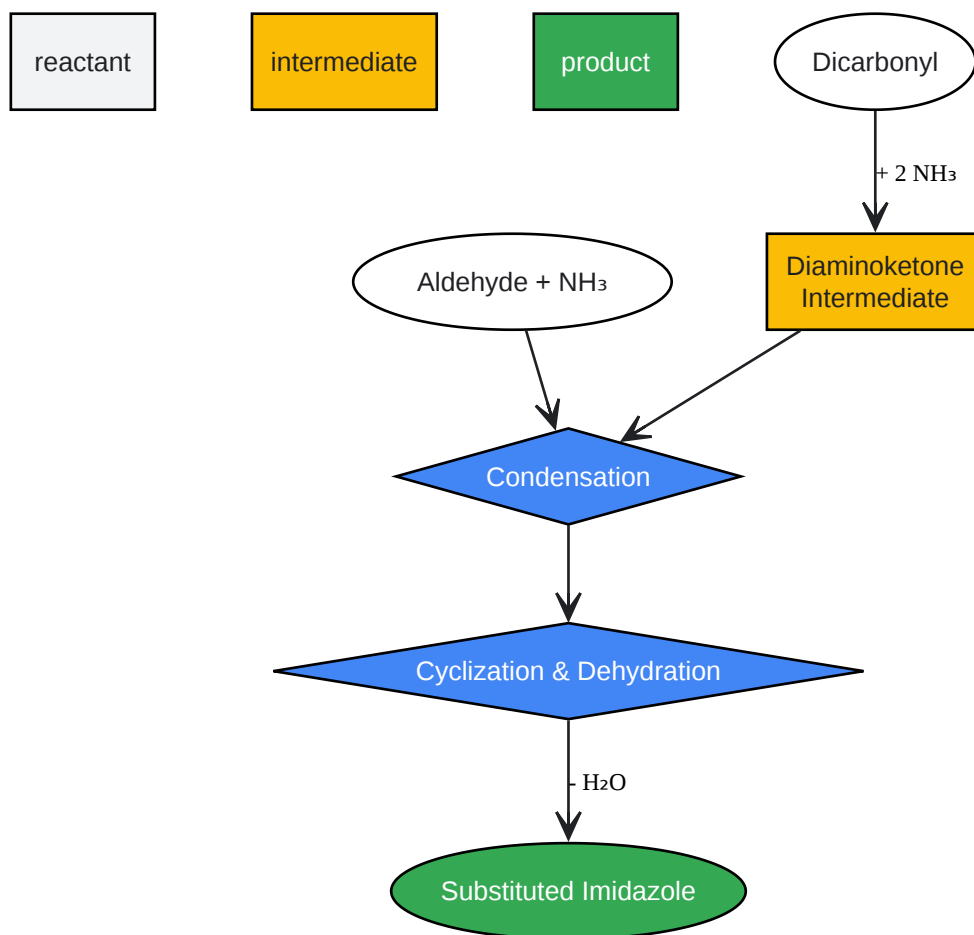 reactant
intermediate
product
Dicarbonyl
+ 2 NH₃
Aldehyde + NH₃
Diaminoketone
Intermediate
Condensation
Cyclization & Dehydration
- H₂O
Substituted Imidazole